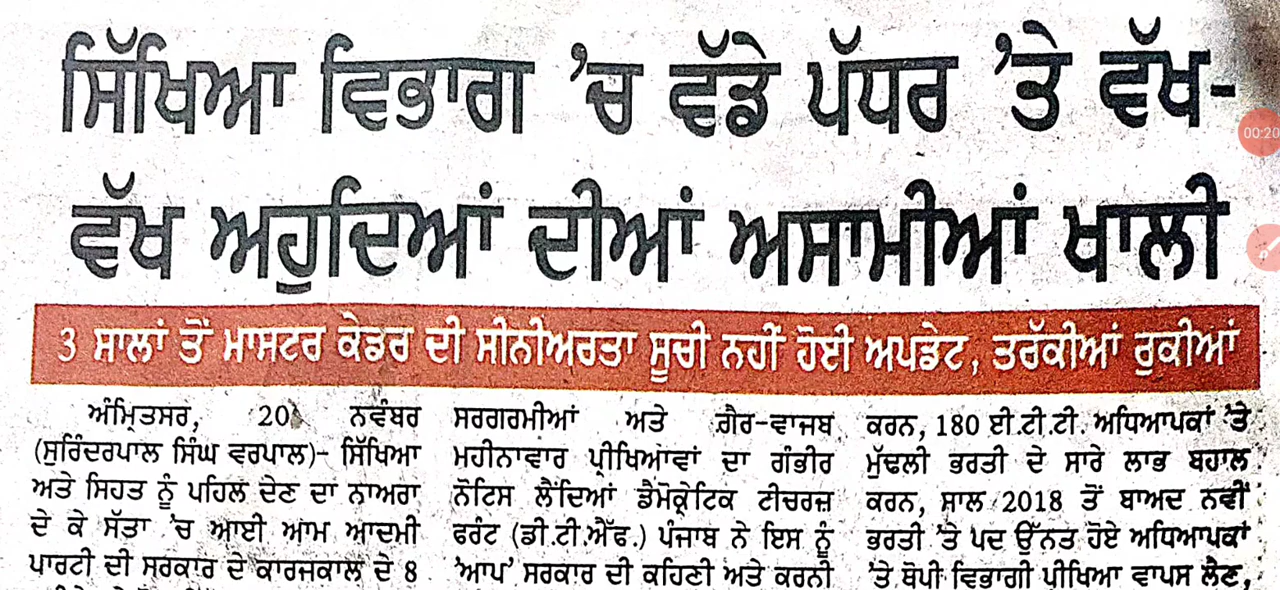 ਸਿੱਖਿਆ ਵਿਭਾਗ 'ਚ ਵੱਡੇ ਪੱਧਰ 'ਤੇ ਵੱਖ-
ਵੱਖ ਅਹੁਦਿਆਂ ਦੀਆਂ ਅਸਾਮੀਆਂ ਖਾਲੀ
3 ਸਾਲਾਂ ਤੋਂ ਮਾਸਟਰ ਕੇਡਰ ਦੀ ਸੀਨੀਅਰਤਾ ਸੂਚੀ ਨਹੀਂ ਹੋਈ ਅਪਡੇਟ, ਤਰੱਕੀਆਂ ਰੁਕੀਆਂ
ਅੰਮ੍ਰਿਤਸਰ, 20 ਨਵੰਬਰ
(ਸੁਰਿੰਦਰਪਾਲ ਸਿੰਘ ਵਰਪਾਲ)- ਸਿੱਖਿਆ
ਅਤੇ ਸਿਹਤ ਨੂੰ ਪਹਿਲ ਦੇਣ ਦਾ ਨਾਅਰਾ
ਦੇ ਕੇ ਸੱਤਾ 'ਚ ਆਈ ਆਮ ਆਦਮੀ
ਪਾਰਟੀ ਦੀ ਸਰਕਾਰ ਦੇ ਕਾਰਜਕਾਲ ਦੇ 8
ਸਰਗਰਮੀਆਂ ਅਤੇ ਗੈਰ-ਵਾਜਬ
ਮਹੀਨਾਵਾਰ ਪ੍ਰੀਖਿਆਵਾਂ ਦਾ ਗੰਭੀਰ
ਨੋਟਿਸ ਲੈਂਦਿਆਂ ਡੈਮੋਕ੍ਰੇਟਿਕ ਟੀਚਰਜ਼
ਫਰੰਟ (ਡੀ.ਟੀ.ਐੱਫ.) ਪੰਜਾਬ ਨੇ ਇਸ ਨੂੰ
'ਆਪ' ਸਰਕਾਰ ਦੀ ਕਹਿਣੀ ਅਤੇ ਕਰਨੀ
ਕਰਨ, 180 ਈ.ਟੀ.ਟੀ. ਅਧਿਆਪਕਾਂ 'ਤੇ
ਮੁੱਢਲੀ ਭਰਤੀ ਦੇ ਸਾਰੇ ਲਾਭ ਬਹਾਲ
ਕਰਨ, ਸਾਲ 2018 ਤੋਂ ਬਾਅਦ ਨਵੀਂ
ਭਰਤੀ 'ਤੇ ਪਦ ਉੱਨਤ ਹੋਏ ਅਧਿਆਪਕਾਂ
'ਤੇ ਥੋਪੀ ਵਿਭਾਗੀ ਪ੍ਰੀਖਿਆ ਵਾਪਸ ਲੈਣ,
00:20